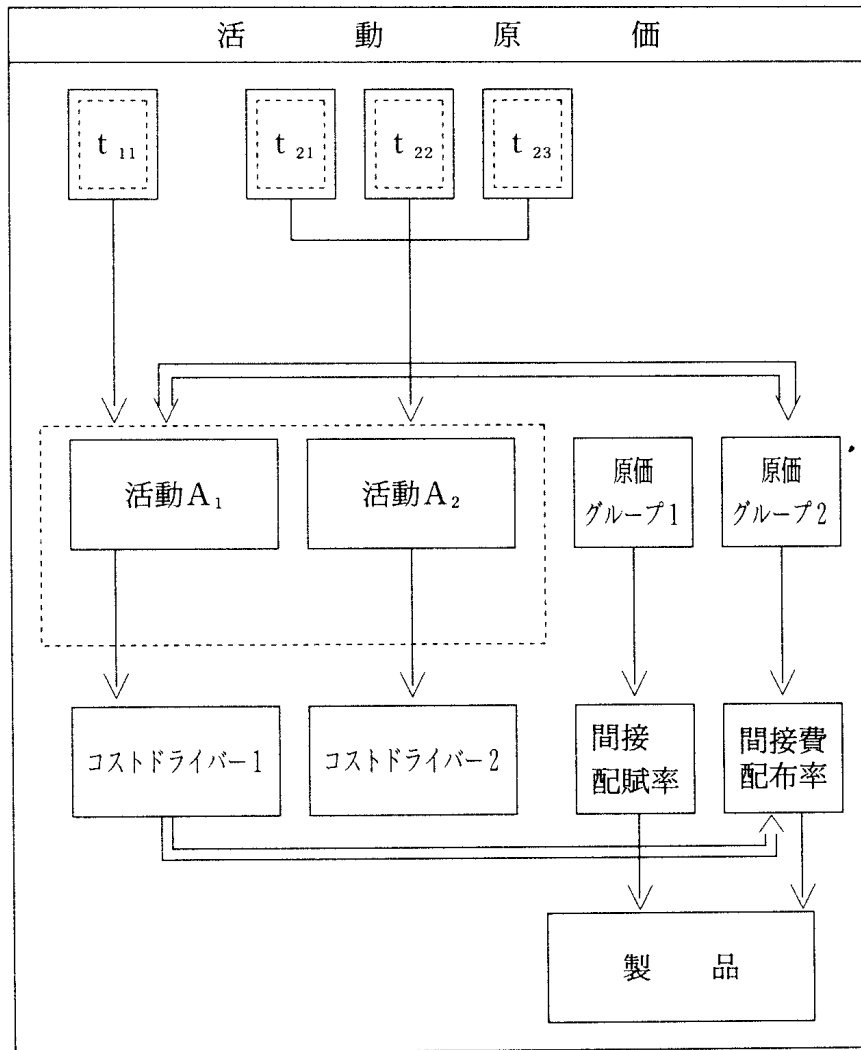 活動原価
t₁₁ t₂₁ t₂₂ t₂₃
活動A₁
活動A₂
原価
グループ1
原価
グループ2
コストドライバー1
コストドライバー2
間接
配賦率
間接費
配布率
製品